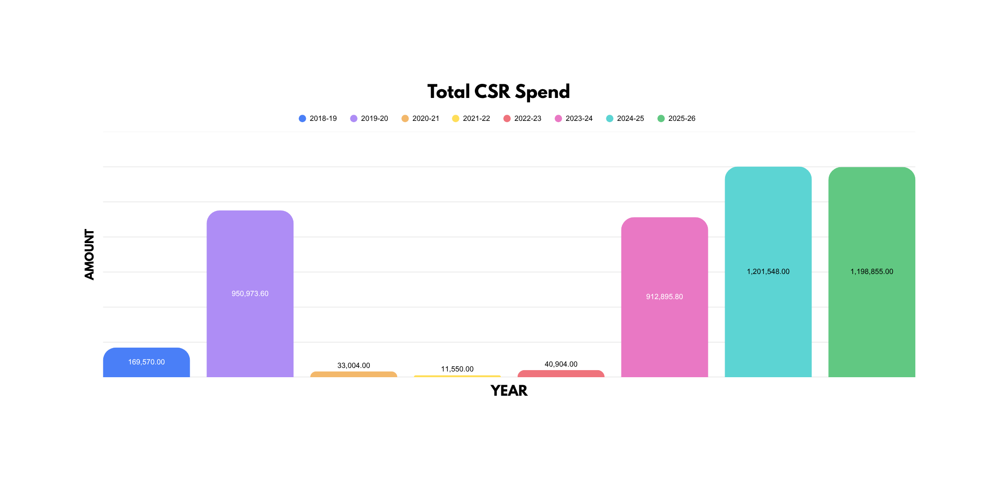 Total CSR Spend
2018-19 2019-20 2020-21 2021-22 2022-23 2023-24 2024-25 2025-26
AMOUNT
169,570.00
950,973.60
33,004.00
11,550.00
40,904.00
912,895.80
1,201,548.00
1,198,855.00
YEAR